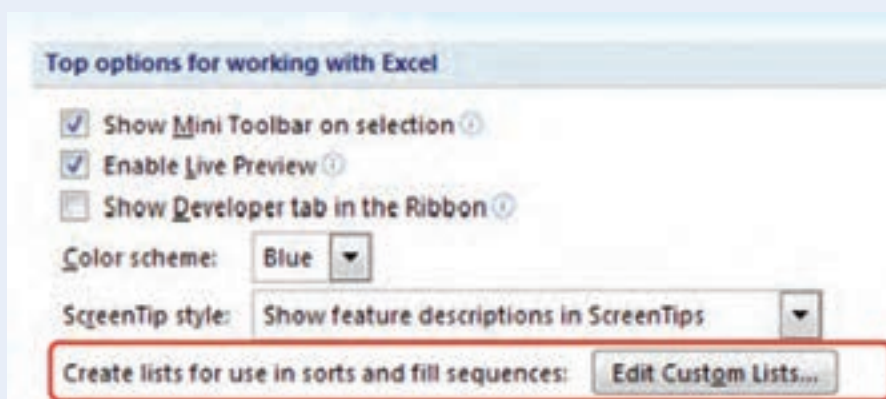 Top options for working with Excel
Show Mini Toolbar on selection
Enable Live Preview
Show Developer tab in the Ribbon
Color scheme: Blue
ScreenTip style: Show feature descriptions in ScreenTips
Create lists for use in sorts and fill sequences: Edit Custom Lists...